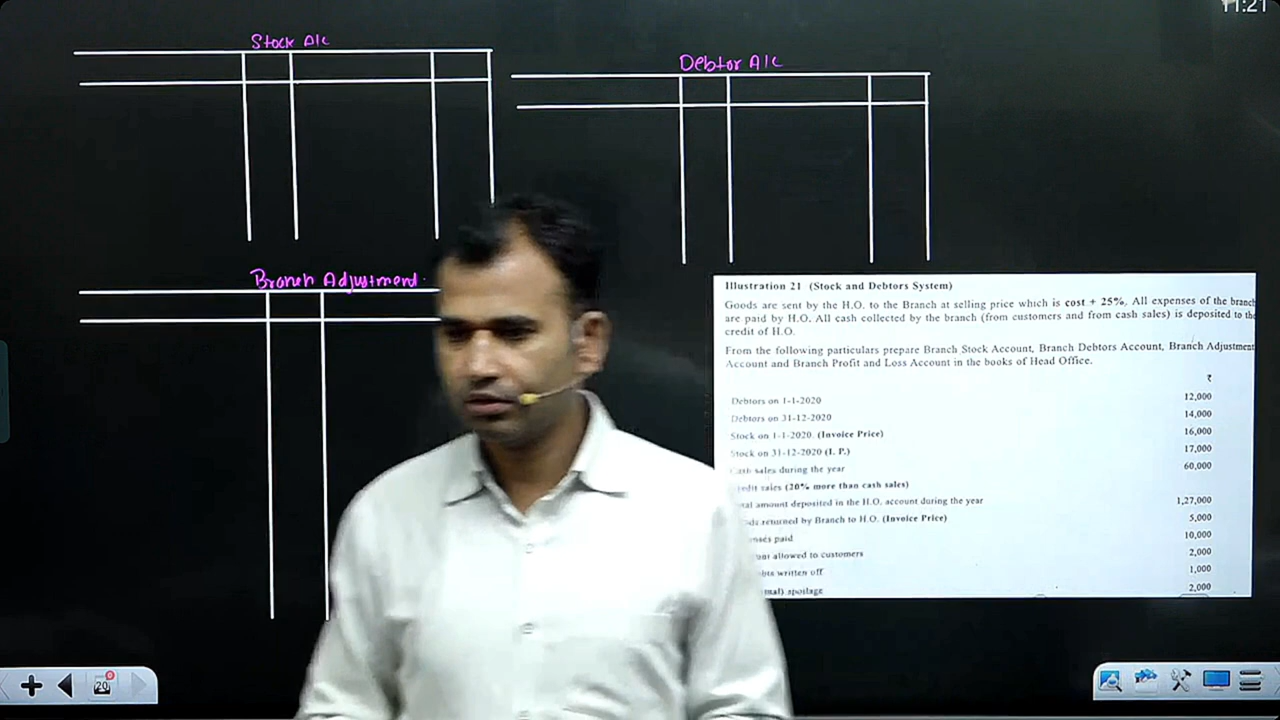 11:21
Stock A/c
Debtor A/c
Branch Adjustment
Illustration 21 (Stock and Debtors System)
Goods are sent by the H.O. to the Branch at selling price which is cost + 25%. All expenses of the branch
are paid by H.O. All cash collected by the branch (from customers and from cash sales) is deposited to the
credit of H.O.
From the following particulars prepare Branch Stock Account, Branch Debtors Account, Branch Adjustment
Account and Branch Profit and Loss Account in the books of Head Office.
₹
Debtors on 1-1-2020 12,000
Debtors on 31-12-2020 14,000
Stock on 1-1-2020 (Invoice Price) 16,000
Stock on 31-12-2020 (I. P.) 17,000
sales during the year 60,000
sales (20% more than cash sales)
amount deposited in the H.O. account during the year 1,27,000
returned by Branch to H.O. (Invoice Price) 5,000
paid 10,000
allowed to customers 2,000
written off 1,000
spoilage 2,000
20